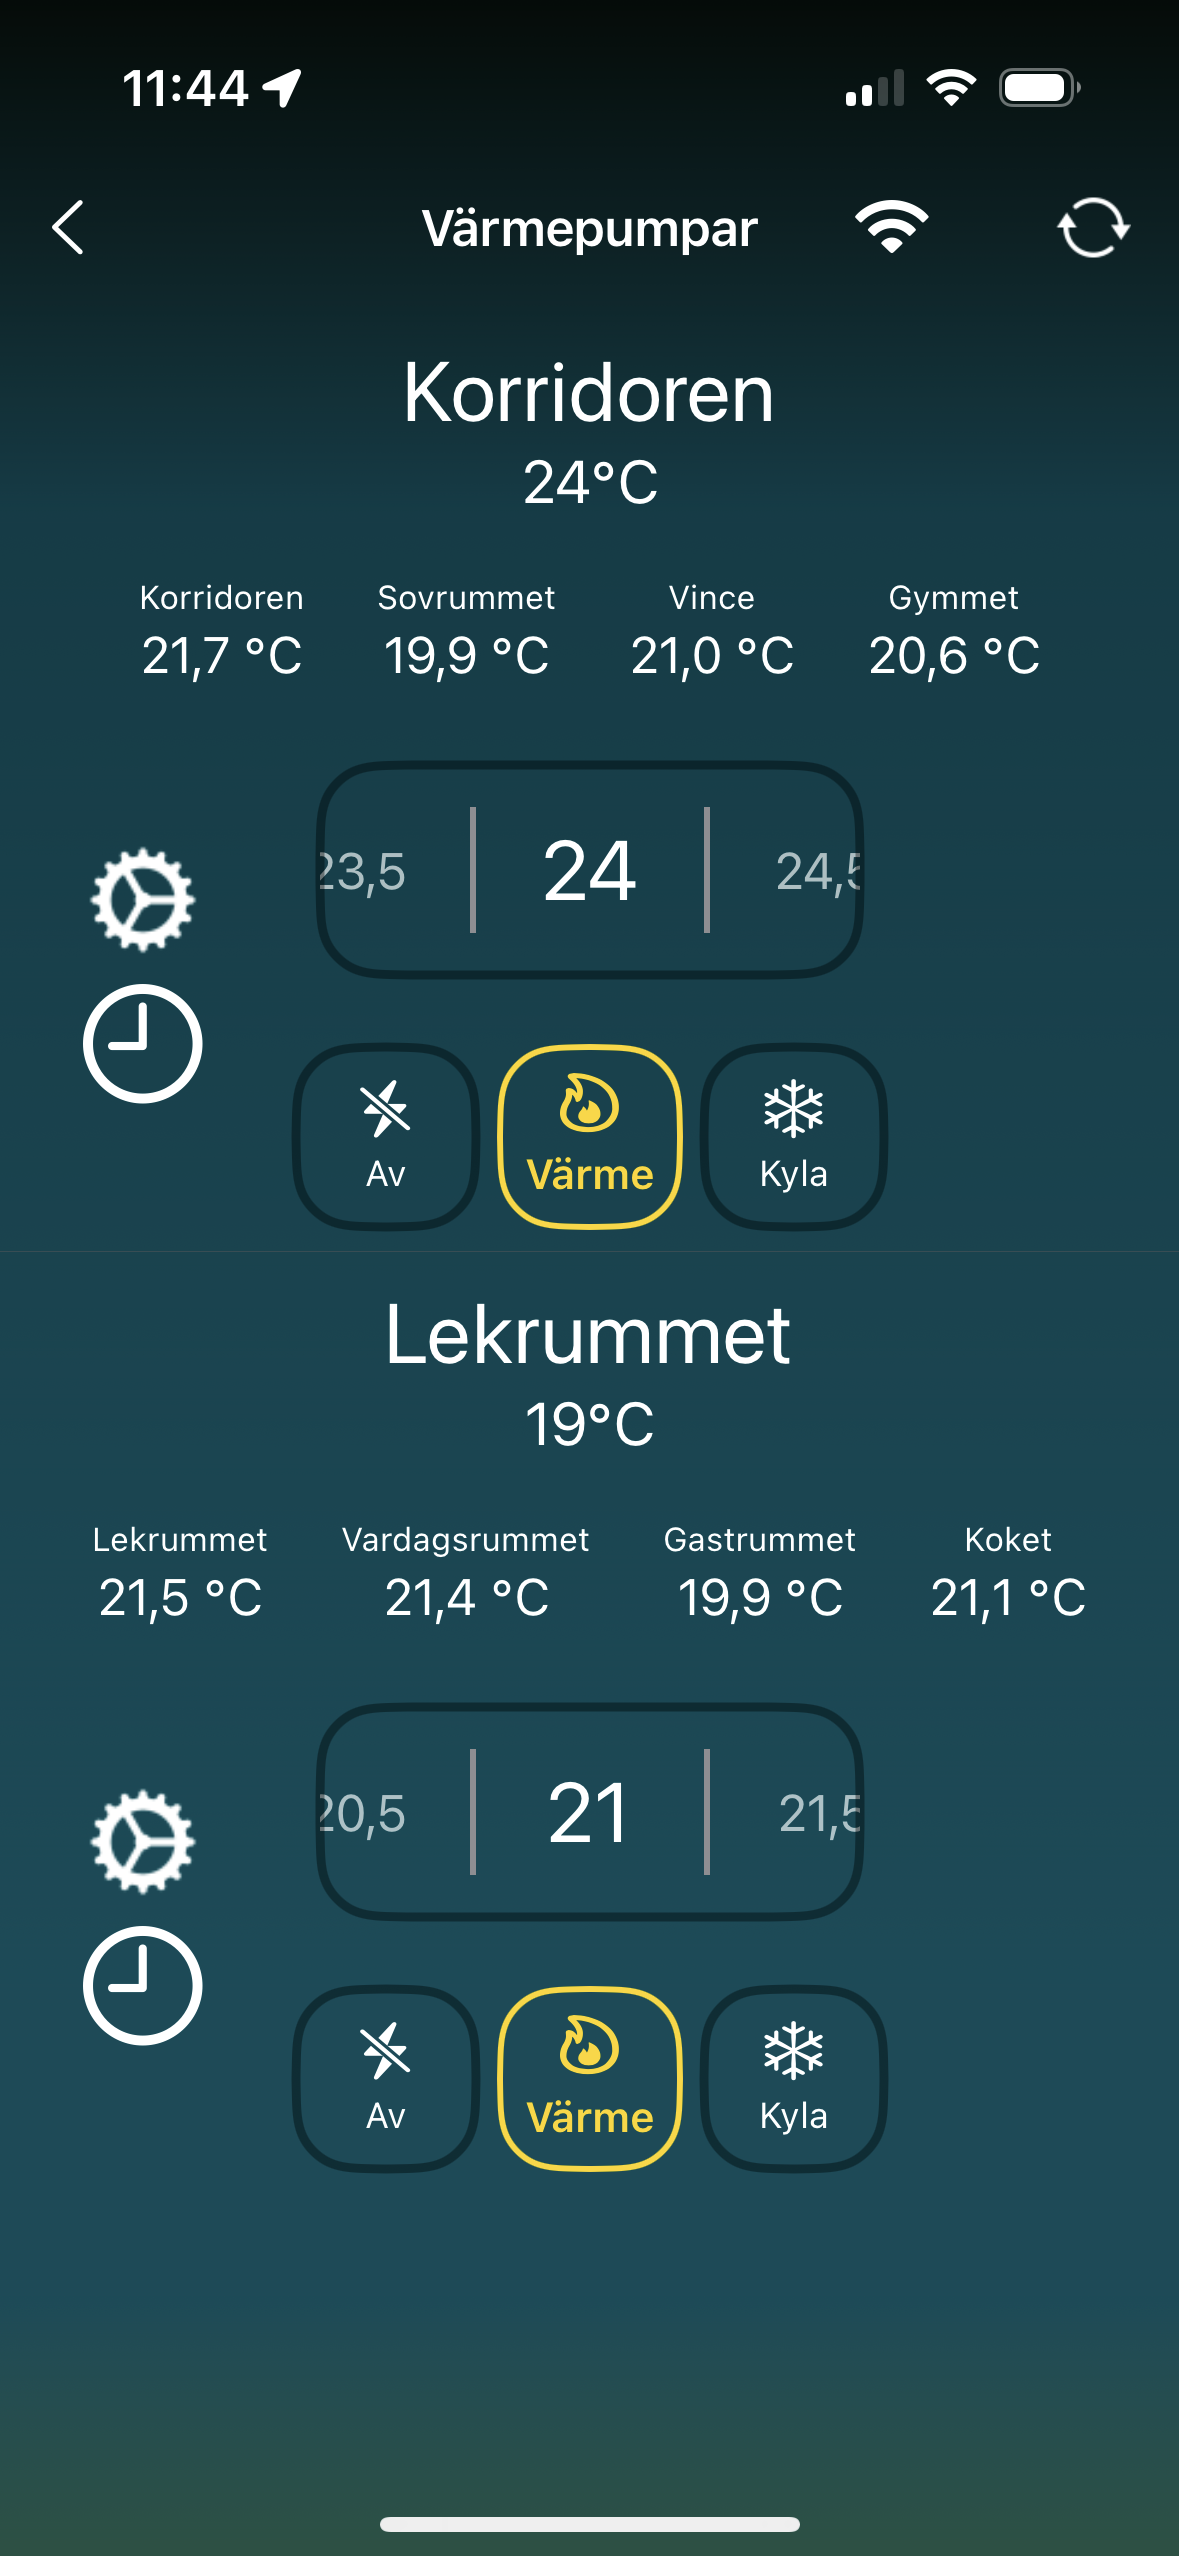 11:44
Värmepumpar
Korridoren
24°C
Korridoren Sovrummet Vince Gymmet
21,7 °C 19,9 °C 21,0 °C 20,6 °C
23,5 24 24,5
Av Värme Kyla
Lekrummet
19°C
Lekrummet Vardagsrummet Gastrummet Koket
21,5 °C 21,4 °C 19,9 °C 21,1 °C
20,5 21 21,5
Av Värme Kyla